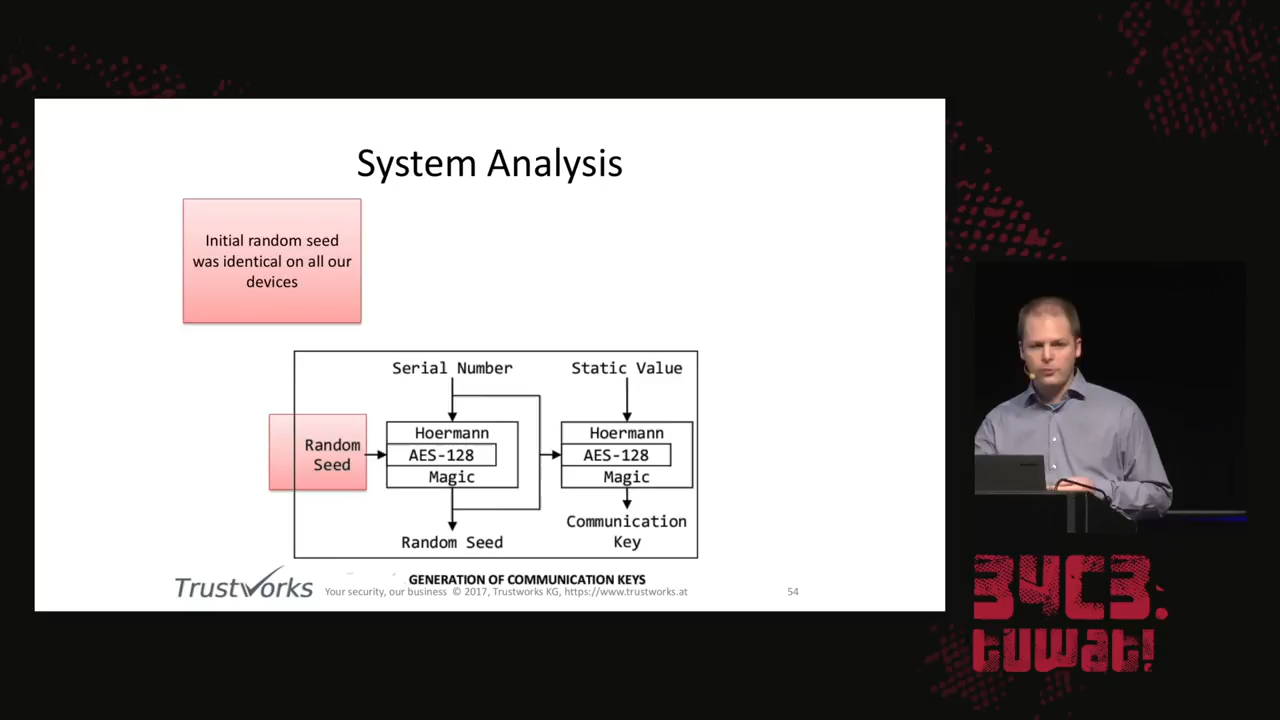 System Analysis
Initial random seed
was identical on all our
devices
Serial Number
Static Value
Random
Seed
Hoermann
AES-128
Magic
Hoermann
AES-128
Magic
Random Seed
Communication
Key
GENERATION OF COMMUNICATION KEYS
Trustworks
Your security, our business © 2017, Trustworks KG, https://www.trustworks.at
54
34C3.
tuwat!